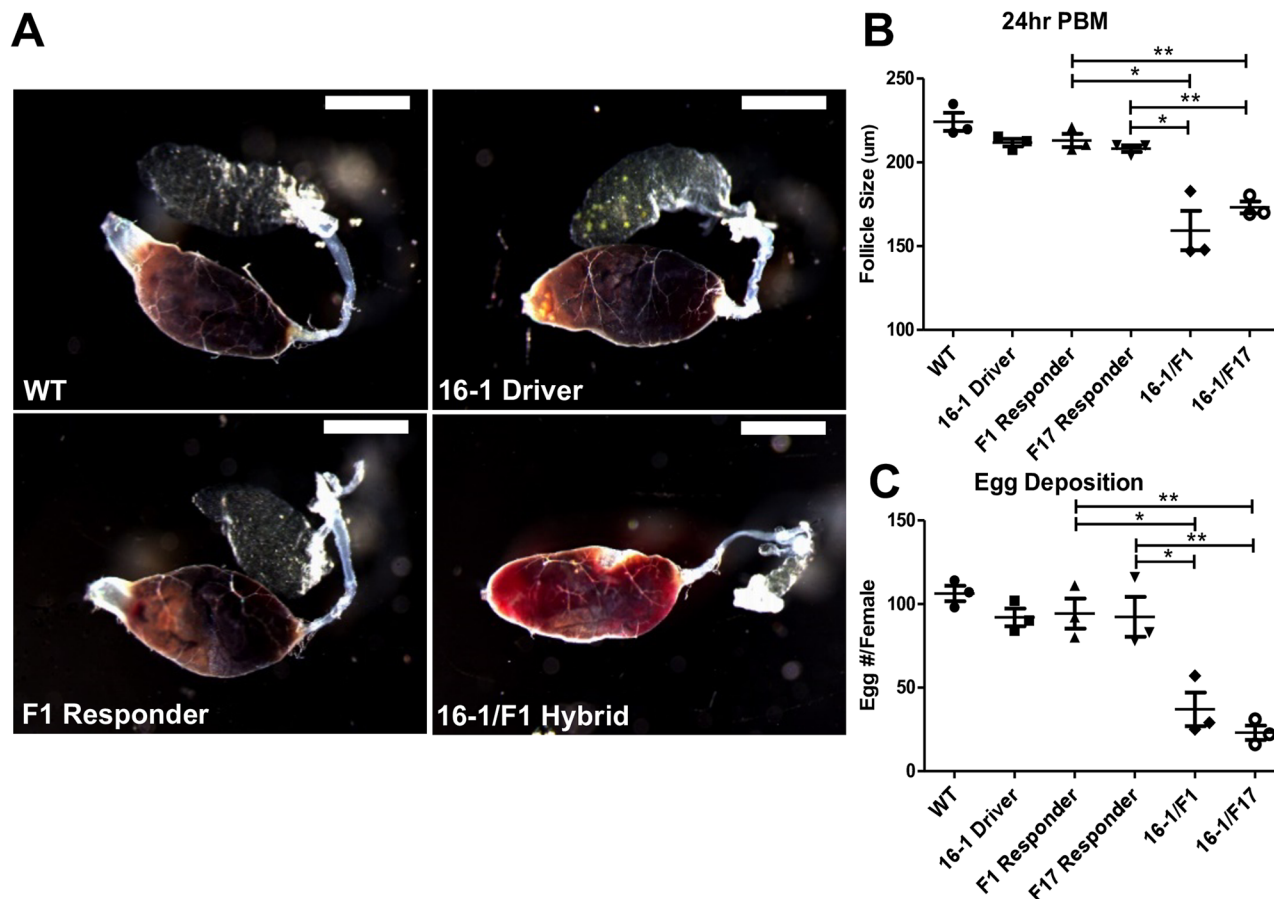 A
WT
16-1 Driver
F1 Responder
16-1/F1 Hybrid
B
24hr PBM
**
*
**
*
250
200
150
100
Follicle Size (um)
WT
16-1 Driver
F1 Responder
F17 Responder
16-1/F1
16-1/F17
C
Egg Deposition
**
*
**
*
150
100
50
0
Egg #/Female
WT
16-1 Driver
F1 Responder
F17 Responder
16-1/F1
16-1/F17